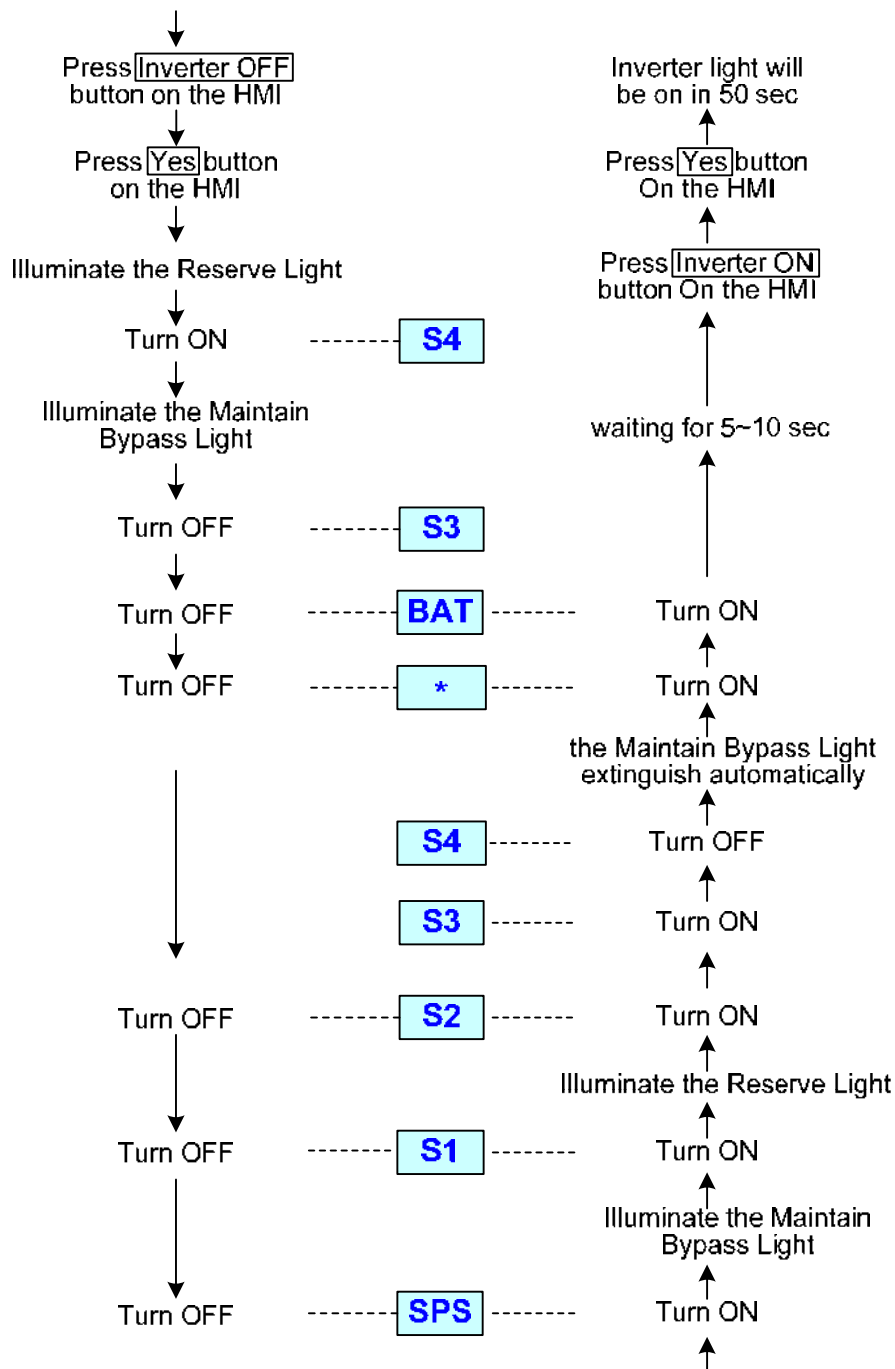 Press Inverter OFF
button on the HMI
Press Yes button
on the HMI
Illuminate the Reserve Light
Turn ON
S4
Illuminate the Maintain
Bypass Light
Turn OFF
S3
Turn OFF
BAT
Turn OFF
*
Turn OFF
S2
Turn OFF
S1
Turn OFF
SPS
Inverter light will
be on in 50 sec
Press Yes button
On the HMI
Press Inverter ON
button On the HMI
waiting for 5~10 sec
Turn ON
Turn ON
the Maintain Bypass Light
extinguish automatically
S4
Turn OFF
S3
Turn ON
Turn ON
Illuminate the Reserve Light
Turn ON
Illuminate the Maintain
Bypass Light
Turn ON